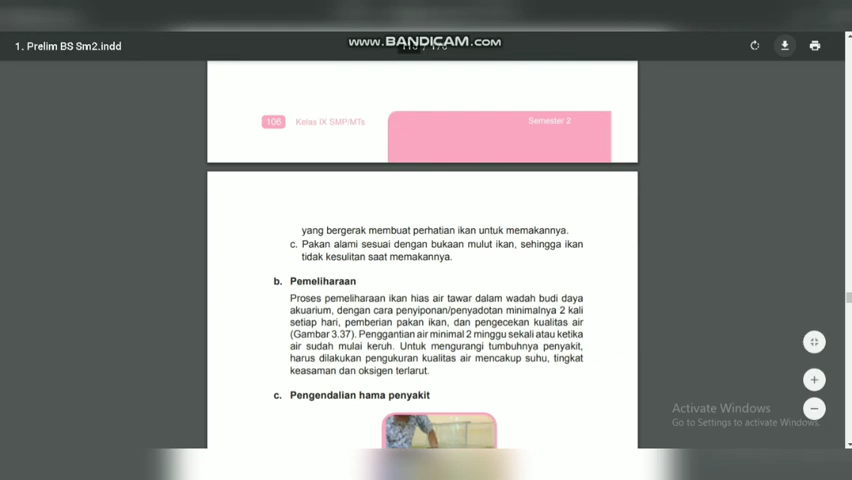 www.BANDICAM.com
1. Prelim BS Sm2.indd
106 Kelas IX SMP/MTs
Semester 2
yang bergerak membuat perhatian ikan untuk memakannya.
c. Pakan alami sesuai dengan bukaan mulut ikan, sehingga ikan
tidak kesulitan saat memakannya.
b. Pemeliharaan
Proses pemeliharaan ikan hias air tawar dalam wadah budi daya
akuarium, dengan cara penyiponan/penyadotan minimalnya 2 kali
setiap hari, pemberian pakan ikan, dan pengecekan kualitas air
(Gambar 3.37). Penggantian air minimal 2 minggu sekali atau ketika
air sudah mulai keruh. Untuk mengurangi tumbuhnya penyakit,
harus dilakukan pengukuran kualitas air mencakup suhu, tingkat
keasaman dan oksigen terlarut.
c. Pengendalian hama penyakit
Activate Windows
Go to Settings to activate Windows.